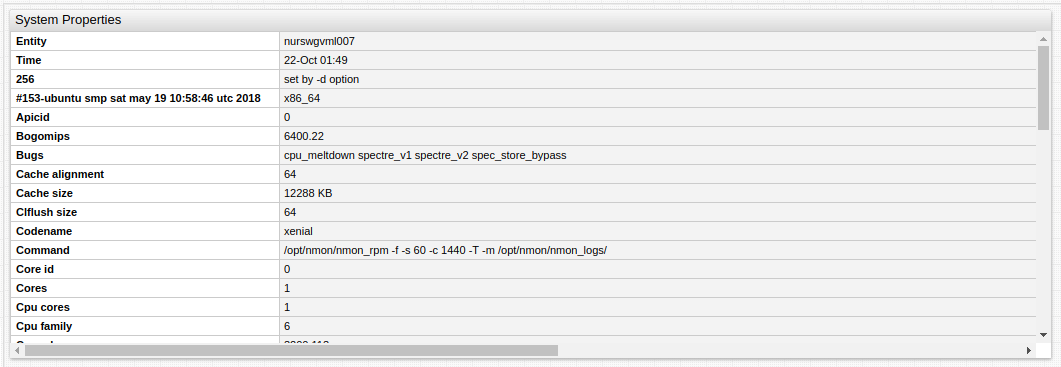 System Properties
Entity nurswgvml007
Time 22-Oct 01:49
256 set by -d option
#153-ubuntu smp sat may 19 10:58:46 utc 2018 x86_64
Apicid 0
Bogomips 6400.22
Bugs cpu_meltdown spectre_v1 spectre_v2 spec_store_bypass
Cache alignment 64
Cache size 12288 KB
Clflush size 64
Codename xenial
Command /opt/nmon/nmon_rpm -f -s 60 -c 1440 -T -m /opt/nmon/nmon_logs/
Core id 0
Cores 1
Cpu cores 1
Cpu family 6